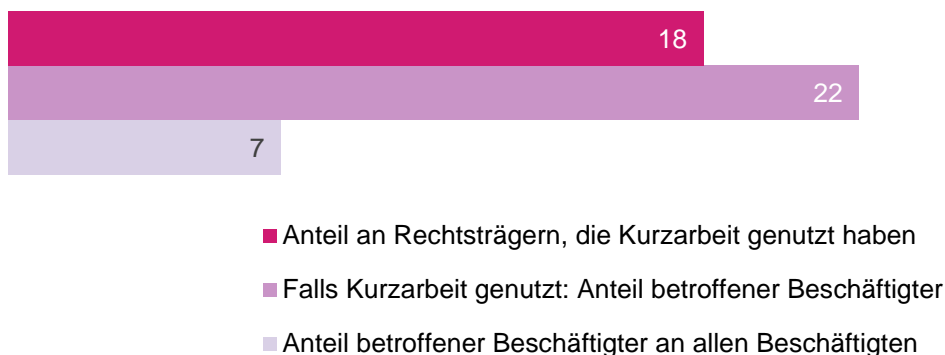 18
22
7
Anteil an Rechtsträgern, die Kurzarbeit genutzt haben
Falls Kurzarbeit genutzt: Anteil betroffener Beschäftigter
Anteil betroffener Beschäftigter an allen Beschäftigten